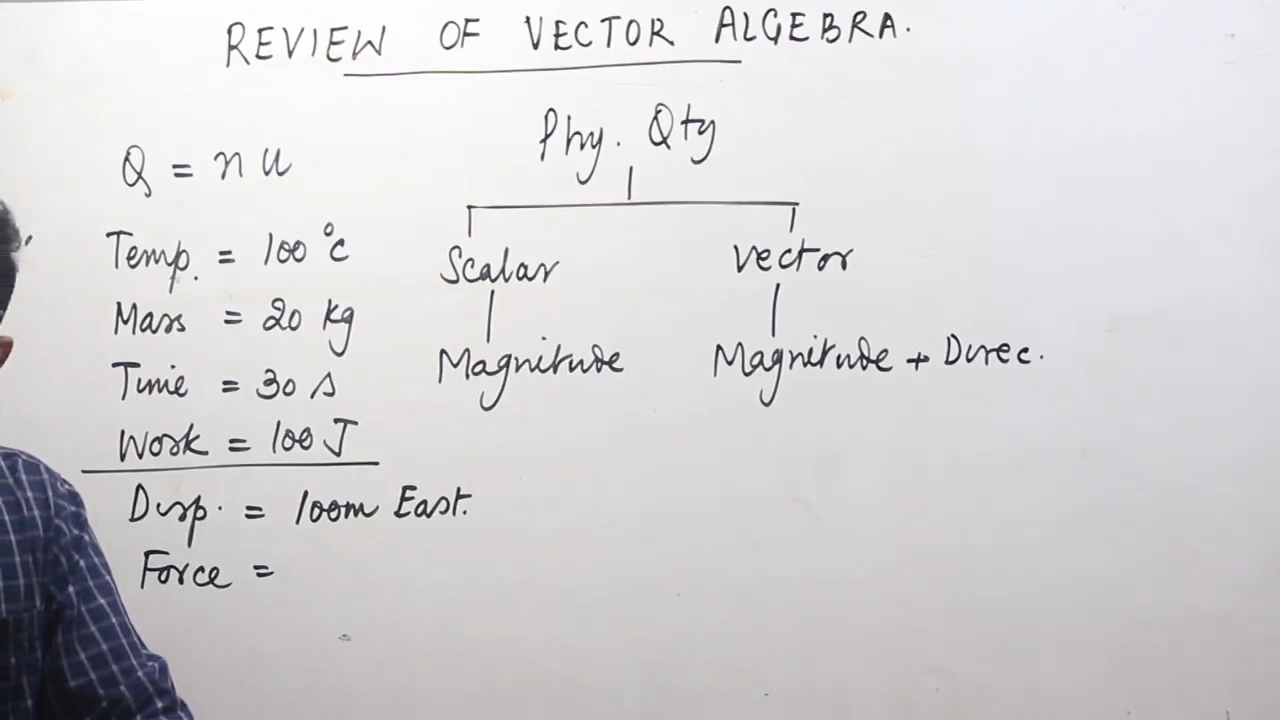 REVIEW OF VECTOR ALGEBRA.
Phy. Qty
Q = n u
Scalar Vector
Magnitude Magnitude + Direc.
Temp. = 100°C
Mass = 20 kg
Time = 30 s
Work = 100 J
Disp. = 100m East.
Force =